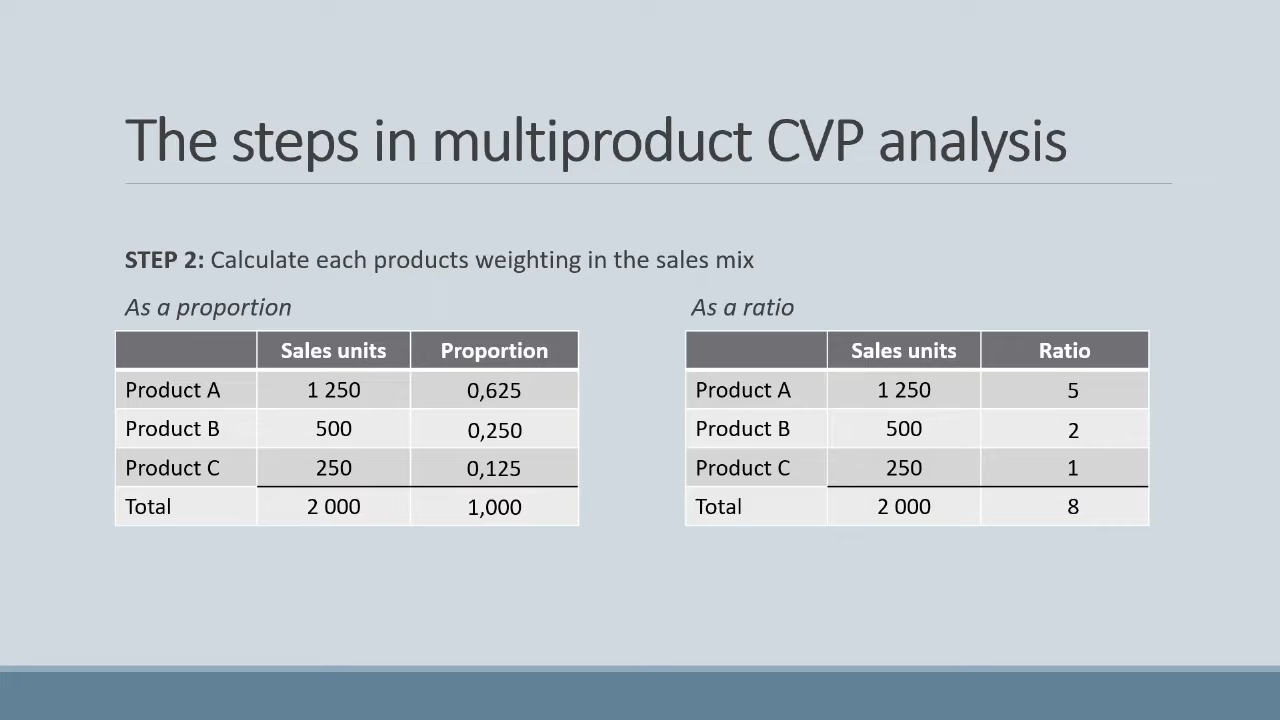 The steps in multiproduct CVP analysis
STEP 2: Calculate each products weighting in the sales mix
As a proportion
Sales units Proportion
Product A 1 250 0,625
Product B 500 0,250
Product C 250 0,125
Total 2 000 1,000
As a ratio
Sales units Ratio
Product A 1 250 5
Product B 500 2
Product C 250 1
Total 2 000 8